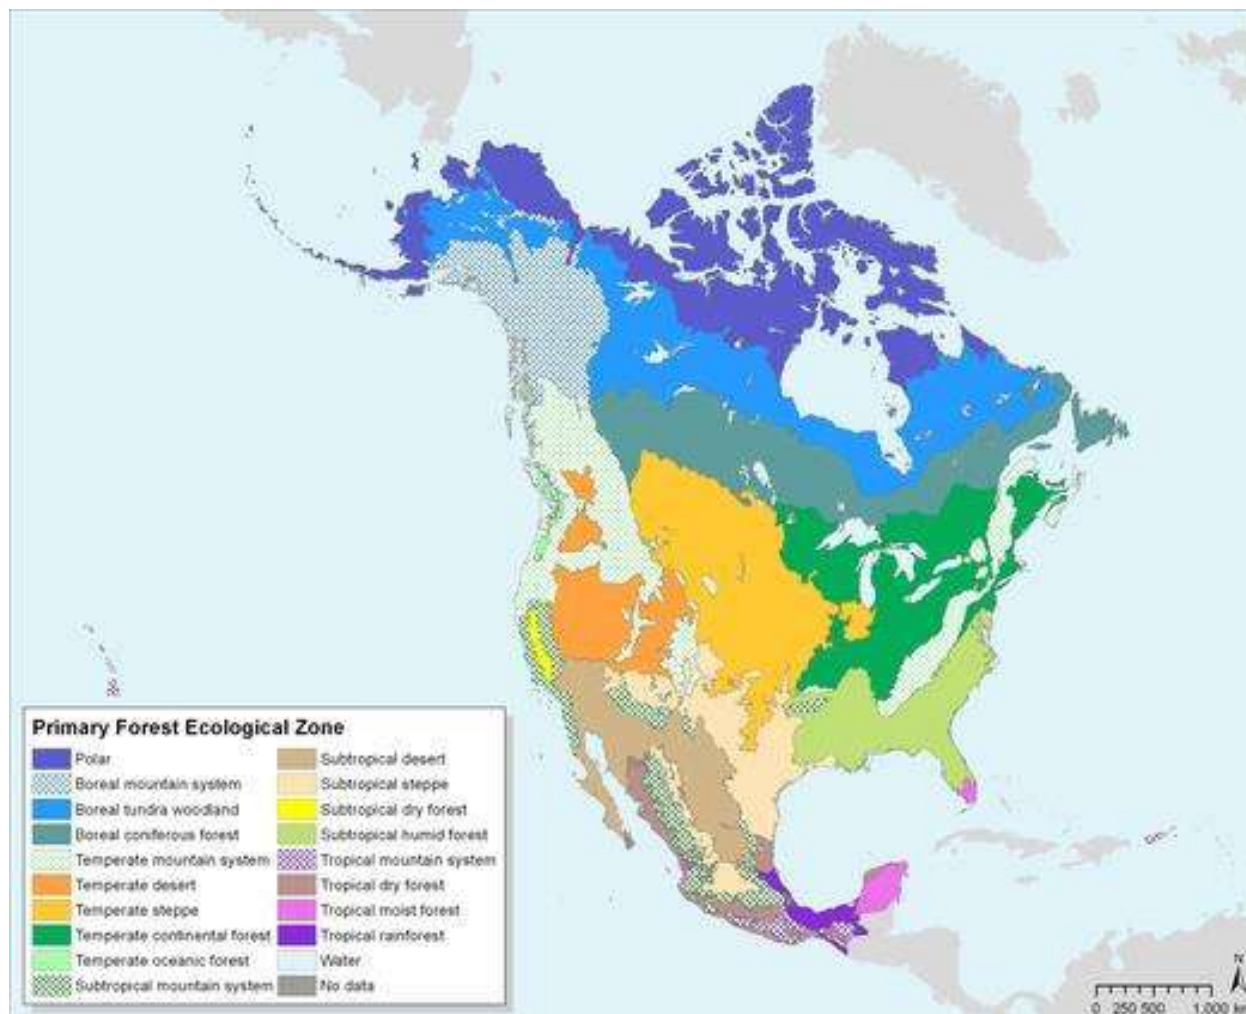 Primary Forest Ecological Zone
Polar
Boreal mountain system
Boreal tundra woodland
Boreal coniferous forest
Temperate mountain system
Temperate desert
Temperate steppe
Temperate continental forest
Temperate oceanic forest
Subtropical mountain system
Subtropical desert
Subtropical steppe
Subtropical dry forest
Subtropical humid forest
Tropical mountain system
Tropical dry forest
Tropical moist forest
Tropical rainforest
Water
No data
N
0 250 500 1,000 km